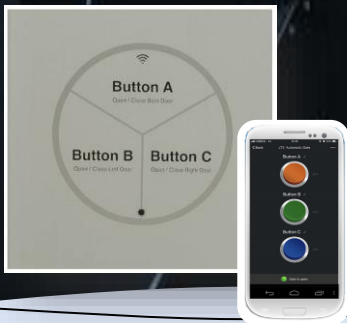 Button A
Open / Close Both Door
Button B
Open / Close Left Door
Button C
Open / Close Right Door
Button A
Button B
Button C